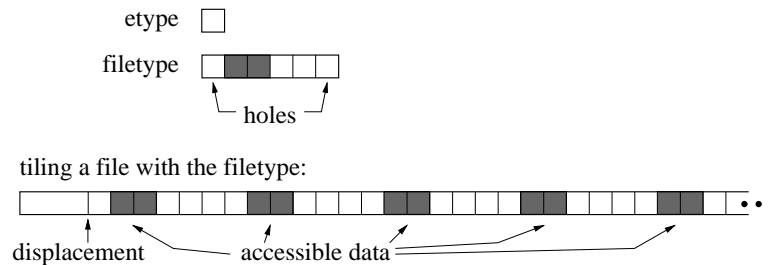 etype
filetype
holes
tiling a file with the filetype:
displacement
accessible data